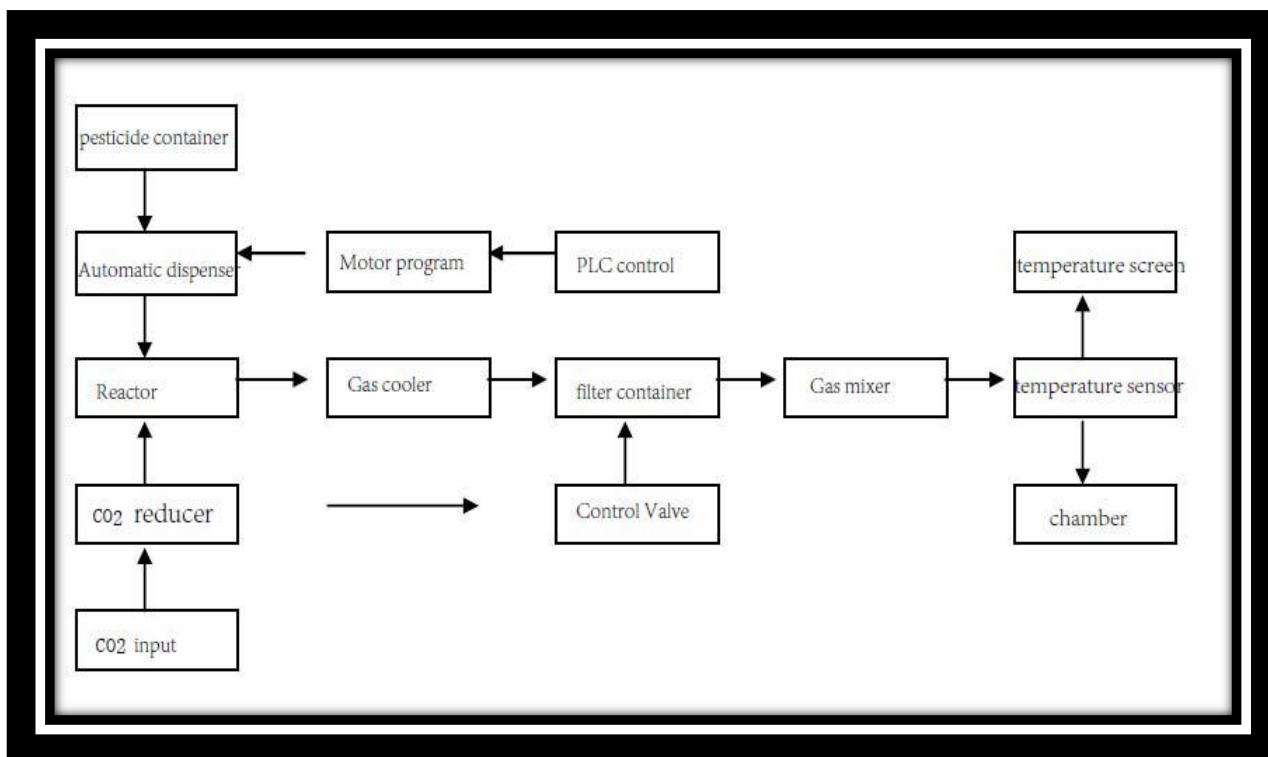 pesticide container
Automatic dispenser
Motor program
PLC control
temperature screen
Reactor
Gas cooler
filter container
Gas mixer
temperature sensor
CO2 reducer
Control Valve
chamber
CO2 input